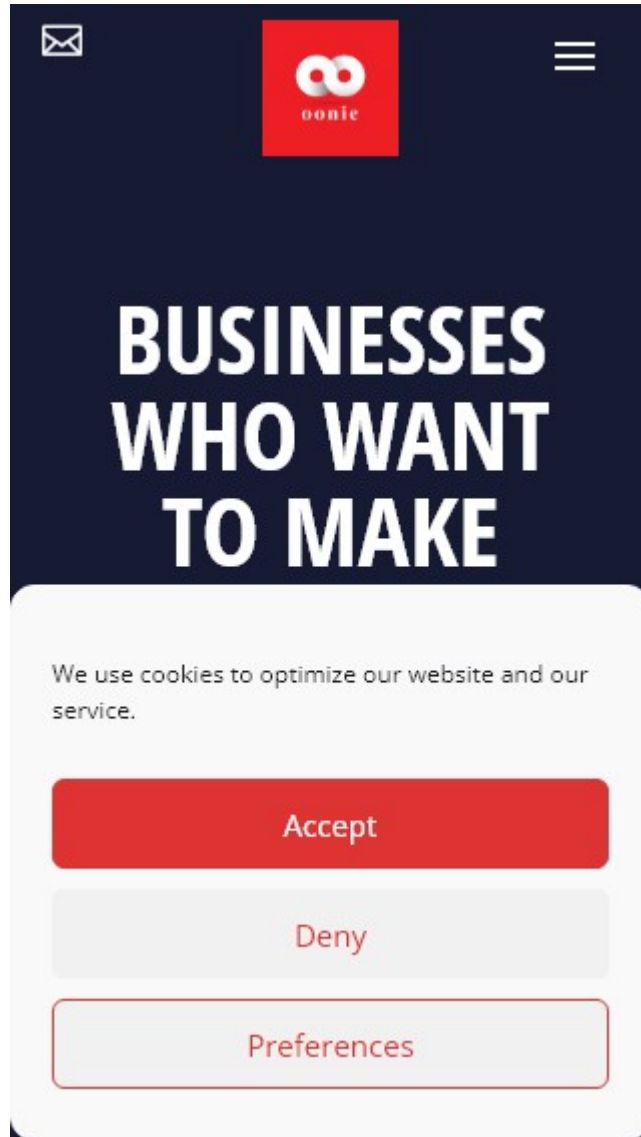 oonie
BUSINESSES
WHO WANT
TO MAKE
We use cookies to optimize our website and our
service.
Accept
Deny
Preferences